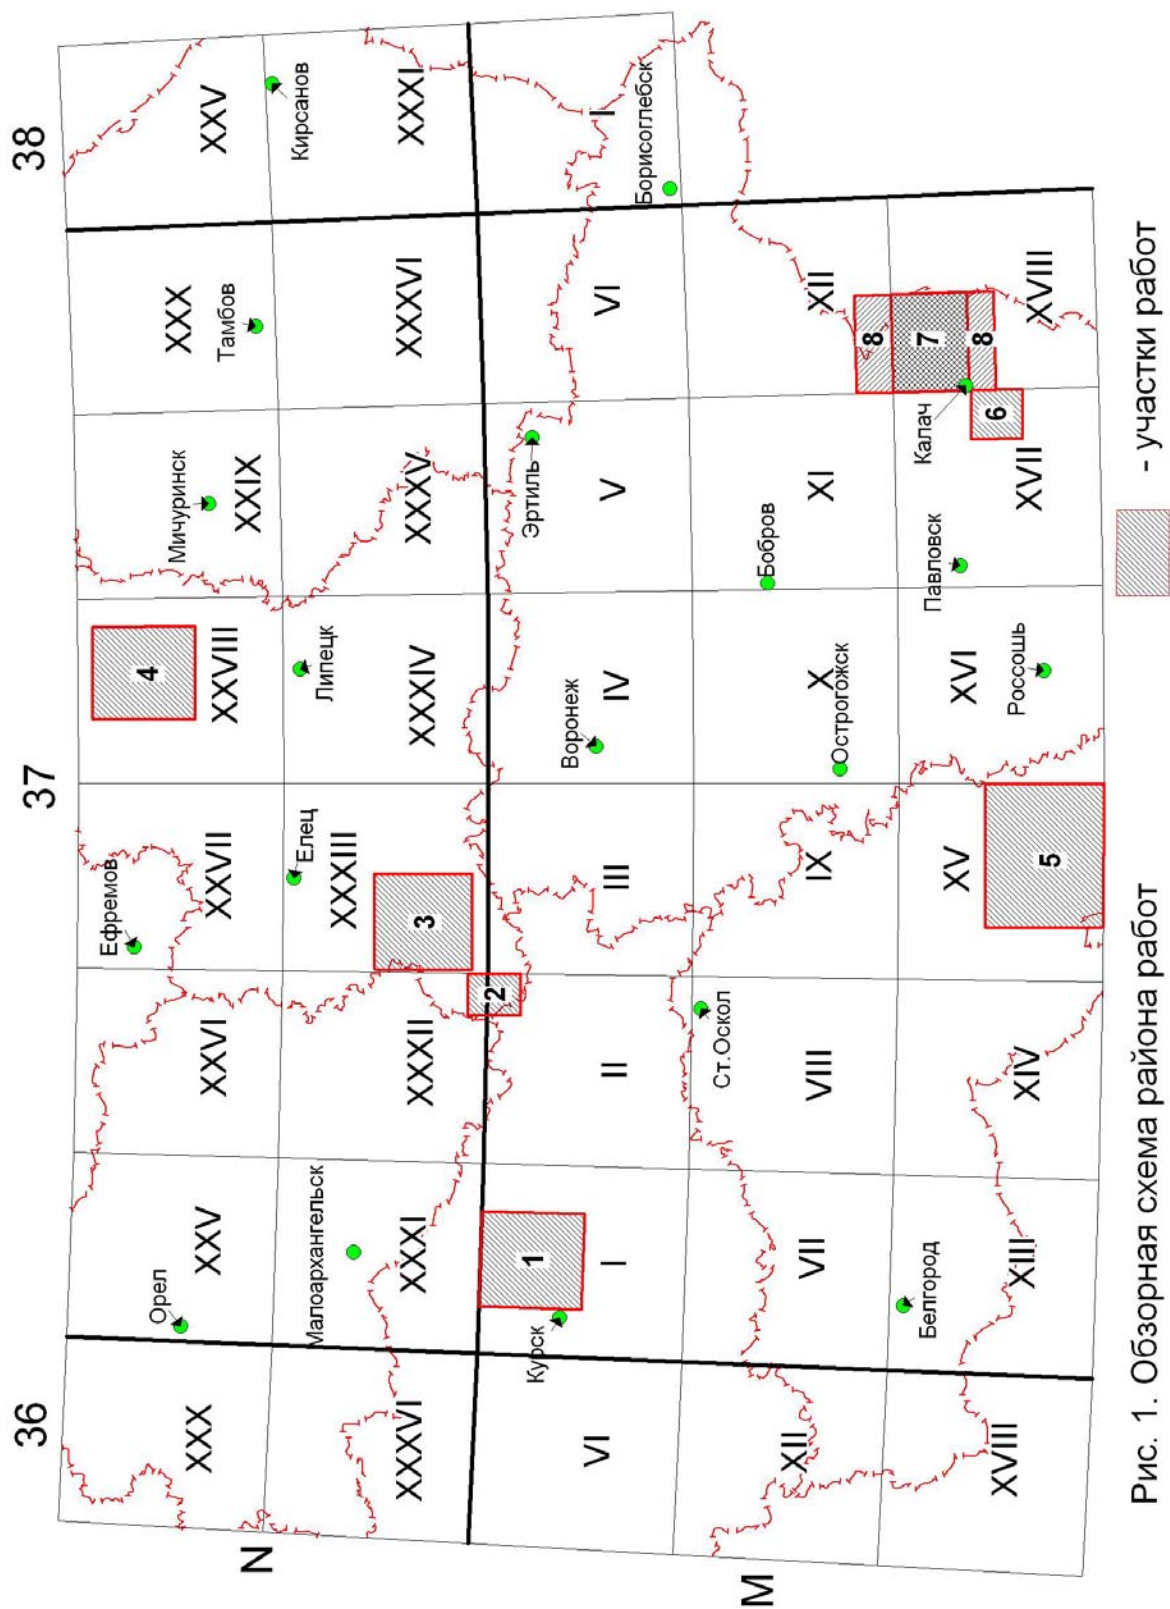 36
37
38
N
XXX
Орел
XXV
XXVI
Ефремов
XXVII
4
XXVIII
Мичуринск
XXIX
Тамбов
XXX
XXV
Кирсанов
XXXVI
Малоархангельск
XXXI
XXXII
Елец
XXXIII
3
Липецк
XXXIV
XXXV
XXXVI
XXXI
M
VI
Курск
1
I
2
II
III
Воронеж
IV
Эртиль
V
VI
I
Борисоглебск
XII
VII
Ст.Оскол
VIII
IX
X
Острогожск
Бобров
XI
XII
8
7
8
XVIII
Белгород
XIII
XIV
XV
5
XVI
Россошь
Павловск
XVII
Калач
6
XVIII
Рис. 1. Обзорная схема района работ
- участки работ